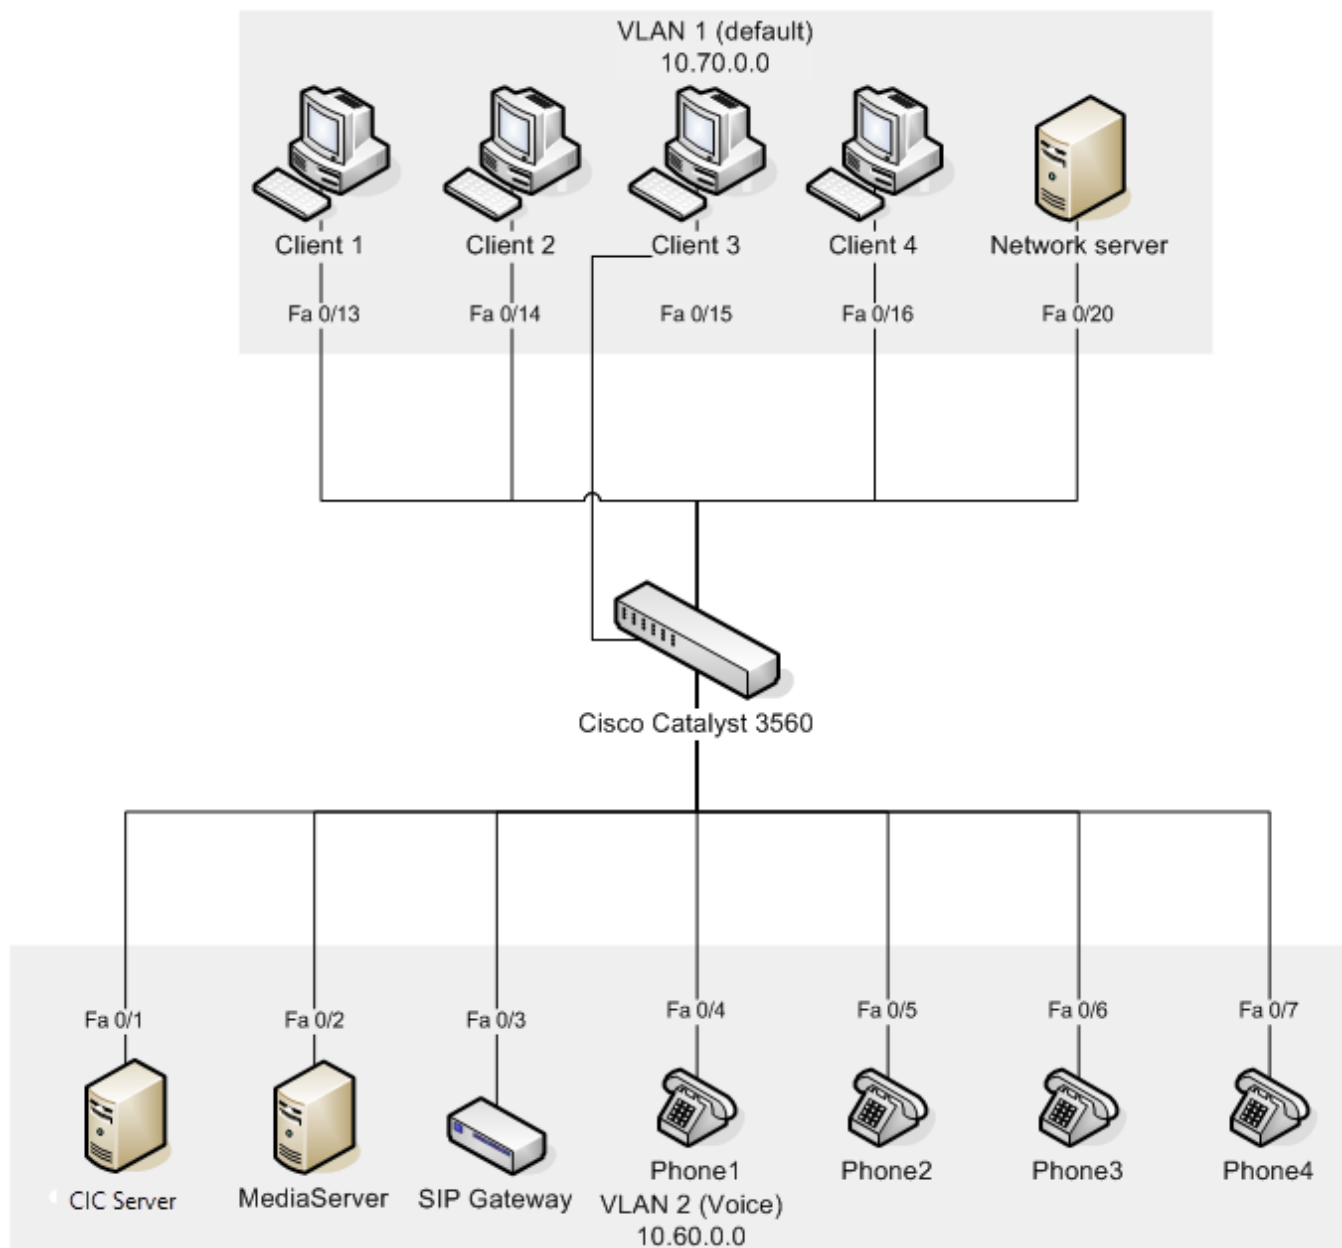 VLAN 1 (default)
10.70.0.0
Client 1
Client 2
Client 3
Client 4
Network server
Fa 0/13
Fa 0/14
Fa 0/15
Fa 0/16
Fa 0/20
Cisco Catalyst 3560
Fa 0/1
Fa 0/2
Fa 0/3
Fa 0/4
Fa 0/5
Fa 0/6
Fa 0/7
CIC Server
MediaServer
SIP Gateway
Phone1
Phone2
Phone3
Phone4
VLAN 2 (Voice)
10.60.0.0